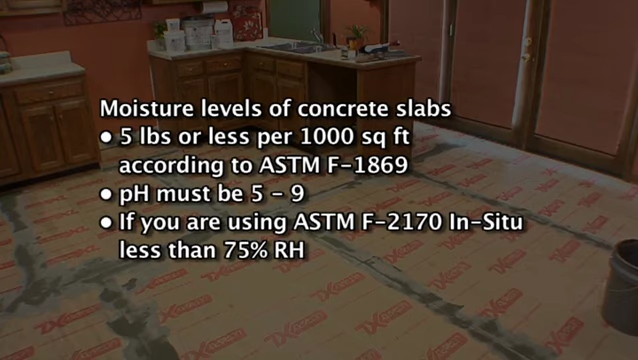 Moisture levels of concrete slabs
● 5 lbs or less per 1000 sq ft
according to ASTM F-1869
● pH must be 5 - 9
● If you are using ASTM F-2170 In-Situ
less than 75% RH